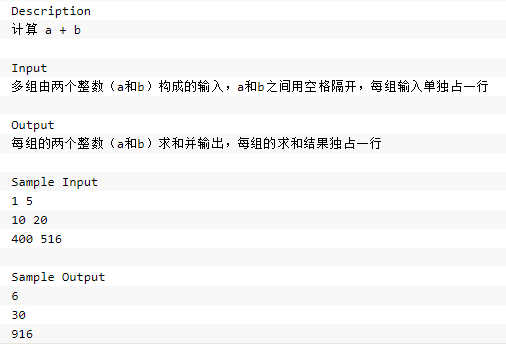 Description
计算 a + b
Input
多组由两个整数（a和b）构成的输入，a和b之间用空格隔开，每组输入单独占一行
Output
每组的两个整数（a和b）求和并输出，每组的求和结果独占一行
Sample Input
1 5
10 20
400 516
Sample Output
6
30
916